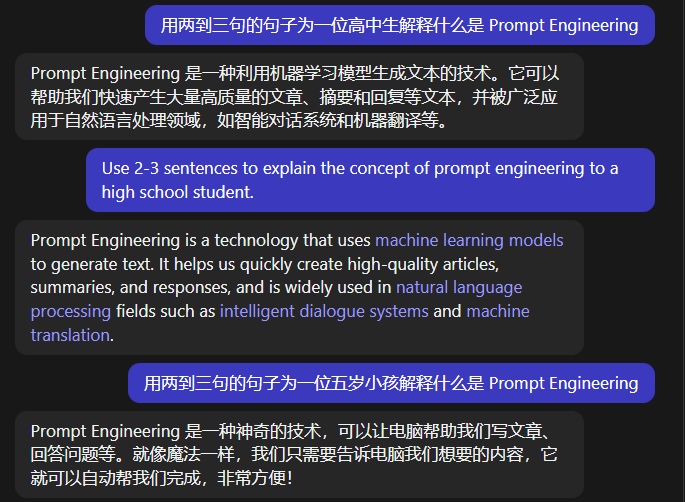 用两到三句的句子为一位高中生解释什么是 Prompt Engineering
Prompt Engineering 是一种利用机器学习模型生成文本的技术。它可以
帮助我们快速产生大量高质量的文章、摘要和回复等文本，并被广泛应
用于自然语言处理领域，如智能对话系统和机器翻译等。
Use 2-3 sentences to explain the concept of prompt engineering to a
high school student.
Prompt Engineering is a technology that uses machine learning models
to generate text. It helps us quickly create high-quality articles,
summaries, and responses, and is widely used in natural language
processing fields such as intelligent dialogue systems and machine
translation.
用两到三句的句子为一位五岁小孩解释什么是 Prompt Engineering
Prompt Engineering 是一种神奇的技术，可以让电脑帮助我们写文章、
回答问题等。就像魔法一样，我们只需要告诉电脑我们想要的内容，它
就可以自动帮我们完成，非常方便！